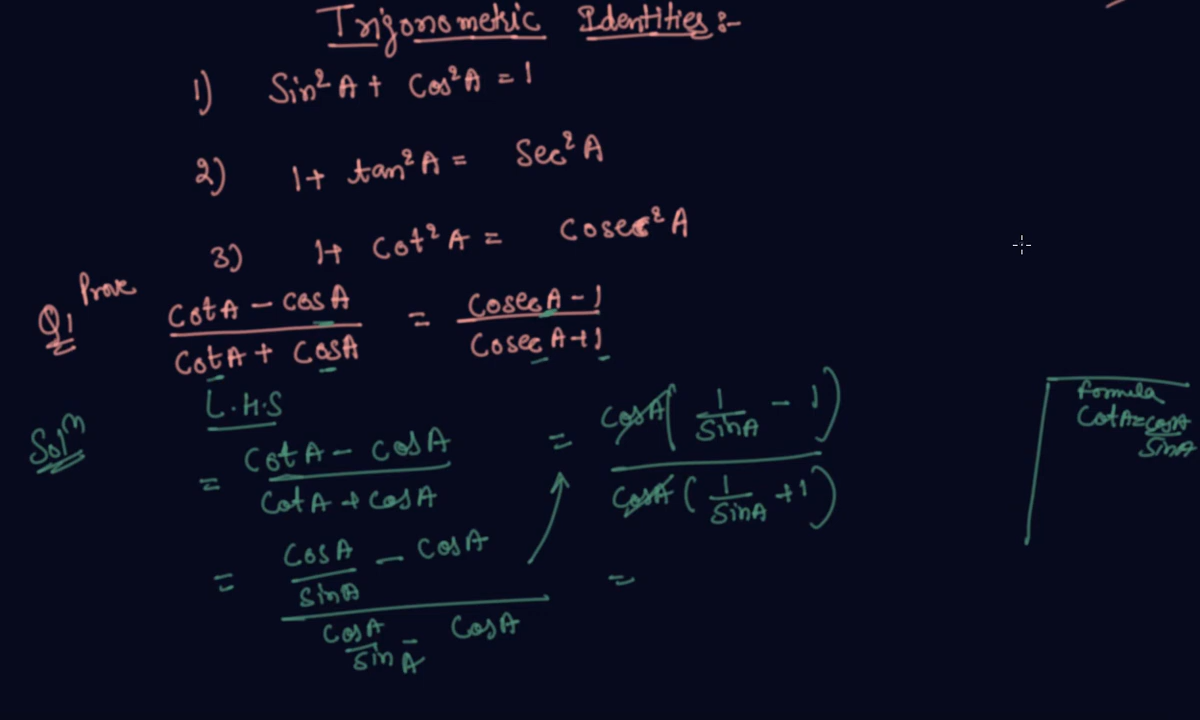 Trigonometric Identities :-
1) Sin²A + Cos²A = 1
2) 1 + tan²A = Sec²A
3) 1 + Cot²A = Cosec²A
Q1 Prove
CotA - cosA / CotA + CosA = CosecA - 1 / CosecA + 1
Solⁿ L.H.S
= CotA - cosA / CotA + cosA
= CosA/SinA - CosA / CosA/SinA - CosA
= cosA ( 1/SinA - 1 ) / cosA ( 1/SinA + 1 )
=
Formula
CotA = cosA / SinA